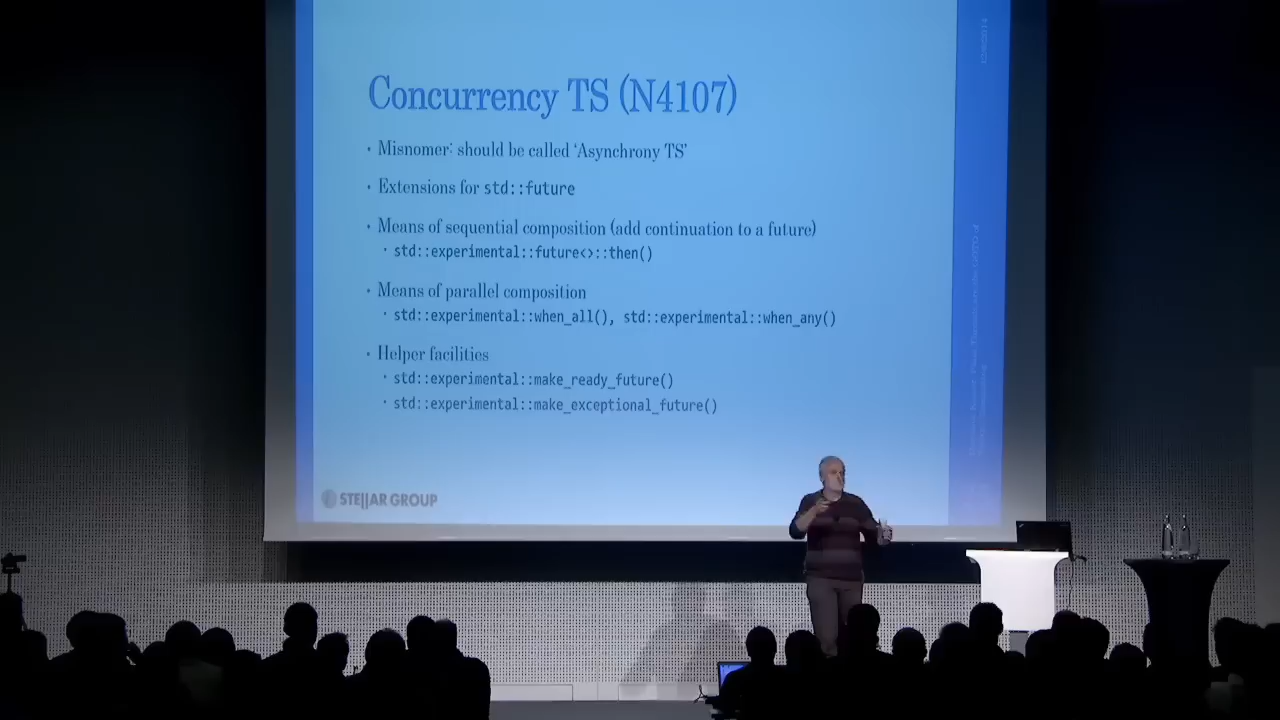 Concurrency TS (N4107)
• Misnomer: should be called ‘Asynchrony TS’
• Extensions for std::future
• Means of sequential composition (add continuation to a future)
• std::experimental::future<>::then()
• Means of parallel composition
• std::experimental::when_all(), std::experimental::when_any()
• Helper facilities
• std::experimental::make_ready_future()
• std::experimental::make_exceptional_future()
STE||AR GROUP